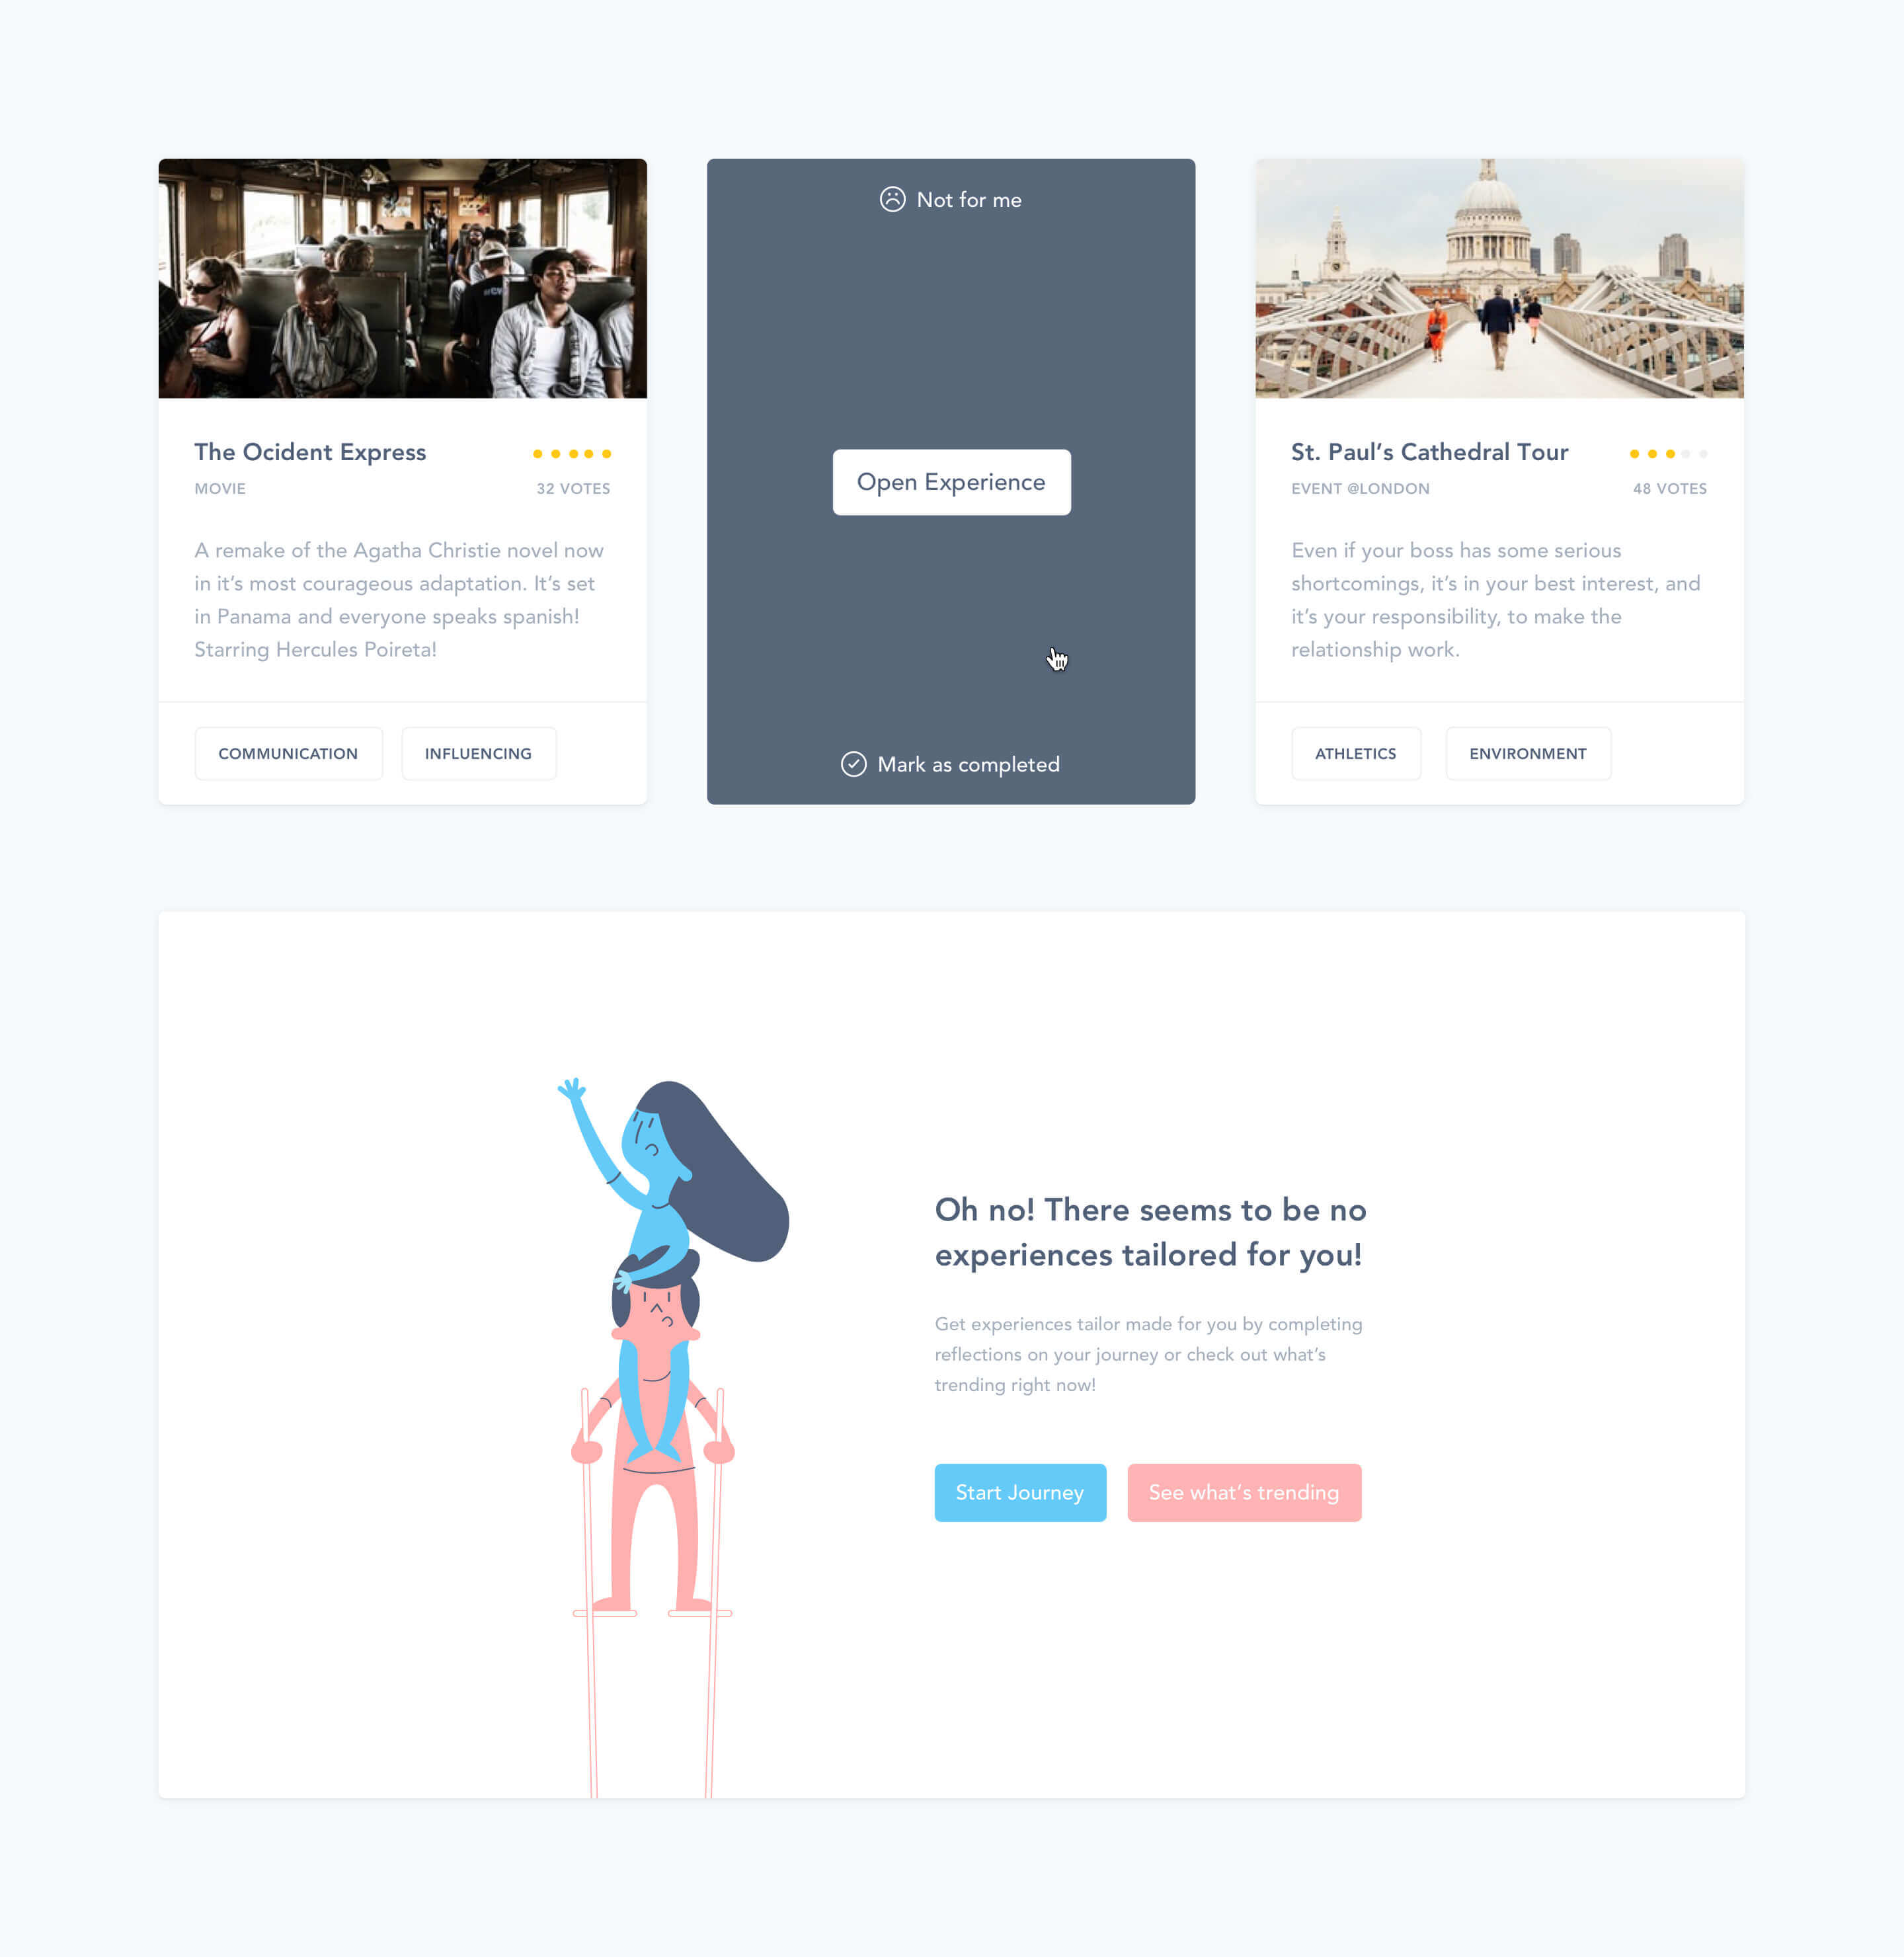 Not for me
The Ocident Express
MOVIE
32 VOTES
A remake of the Agatha Christie novel now
in it’s most courageous adaptation. It’s set
in Panama and everyone speaks spanish!
Starring Hercules Poireta!
COMMUNICATION
INFLUENCING
Open Experience
Mark as completed
St. Paul’s Cathedral Tour
EVENT @LONDON
48 VOTES
Even if your boss has some serious
shortcomings, it’s in your best interest, and
it’s your responsibility, to make the
relationship work.
ATHLETICS
ENVIRONMENT
Oh no! There seems to be no
experiences tailored for you!
Get experiences tailor made for you by completing
reflections on your journey or check out what’s
trending right now!
Start Journey
See what’s trending